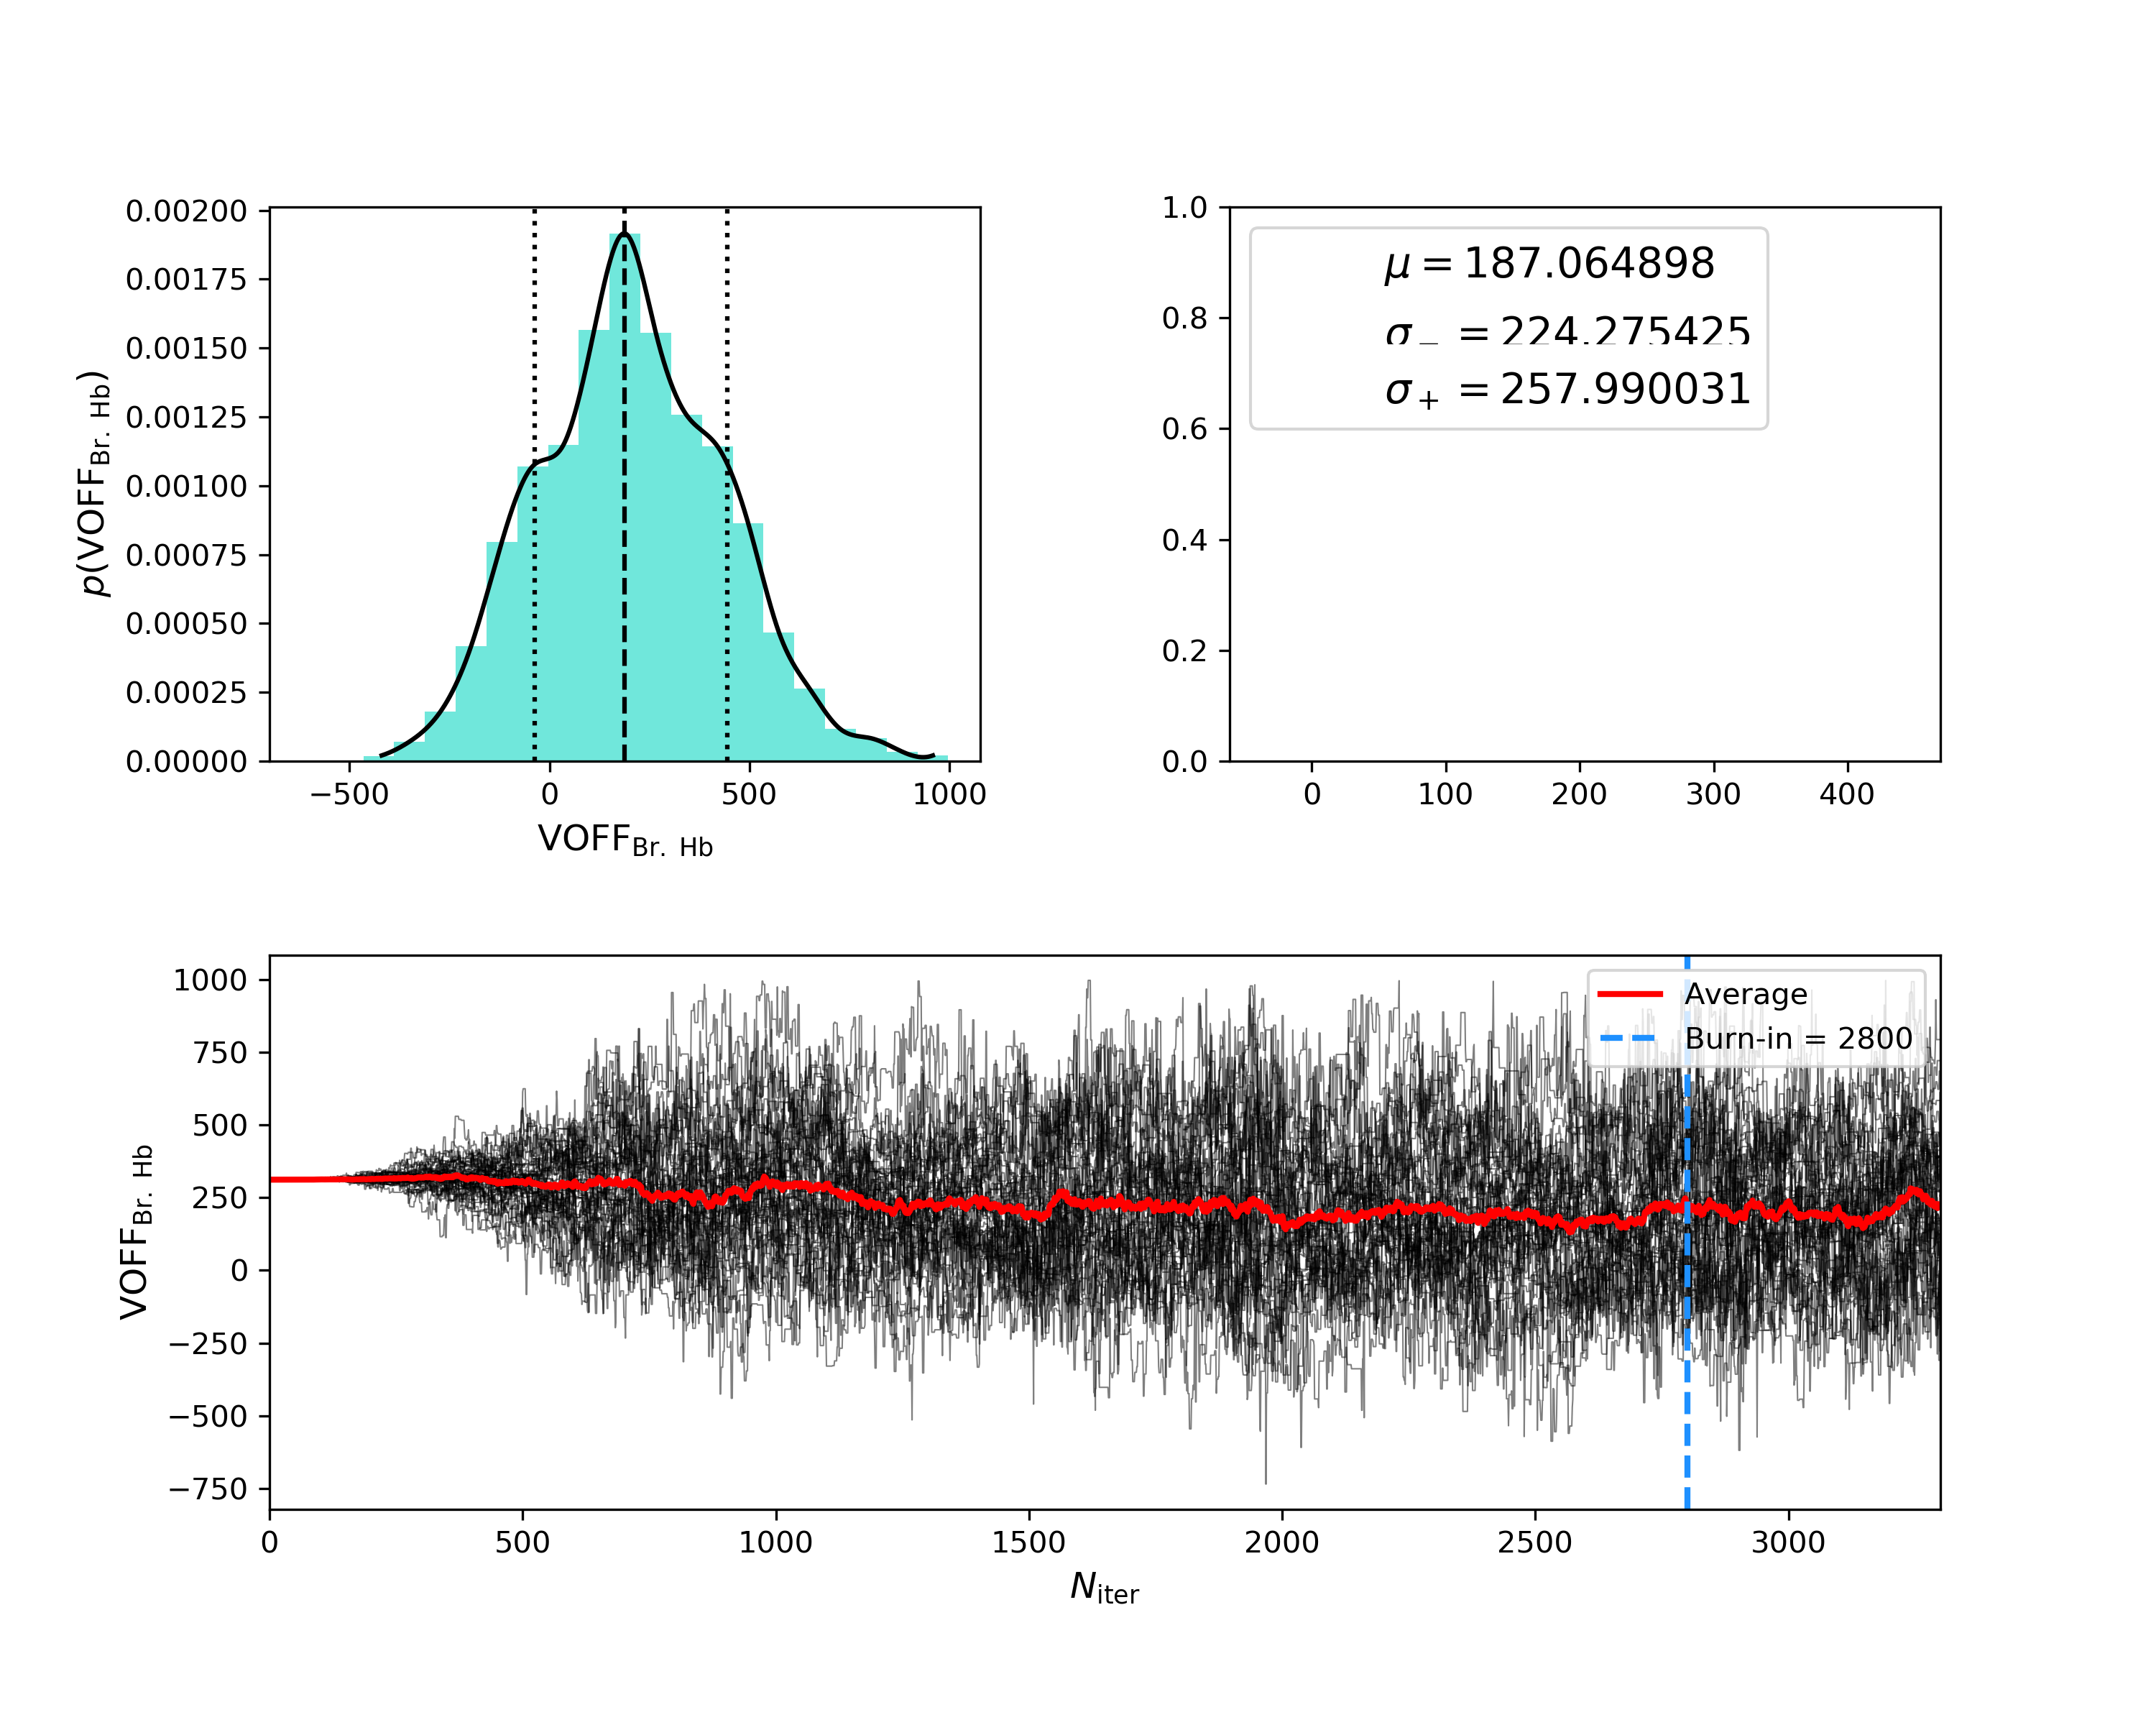 0.00200
0.00175
0.00150
0.00125
0.00100
0.00075
0.00050
0.00025
0.00000
p(VOFF_Br. Hb)
−500 0 500 1000
VOFF_Br. Hb
1.0
0.8
0.6
0.4
0.2
0.0
μ = 187.064898
σ_− = 224.275425
σ_+ = 257.990031
0 100 200 300 400
1000
750
500
250
0
−250
−500
−750
VOFF_Br. Hb
Average
Burn-in = 2800
0 500 1000 1500 2000 2500 3000
N_iter